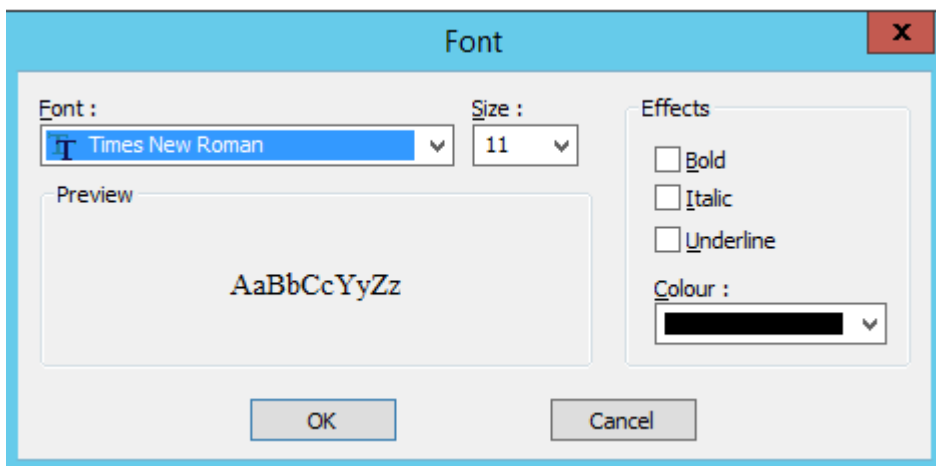 Font
x
Font :
Size :
Effects
Times New Roman
11
Bold
Preview
Italic
Underline
AaBbCcYyZz
Colour :
OK
Cancel